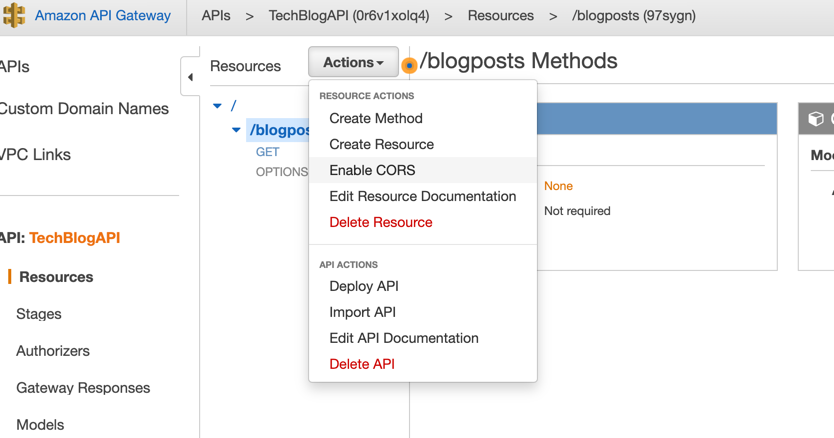 Amazon API Gateway
APIs > TechBlogAPI (0r6v1xolq4) > Resources > /blogposts (97sygn)
APIs
Custom Domain Names
VPC Links
API: TechBlogAPI
Resources
Stages
Authorizers
Gateway Responses
Models
Resources
Actions
/
/blogpos
GET
OPTIONS
RESOURCE ACTIONS
Create Method
Create Resource
Enable CORS
Edit Resource Documentation
Delete Resource
API ACTIONS
Deploy API
Import API
Edit API Documentation
Delete API
/blogposts Methods
None
Not required
Mo